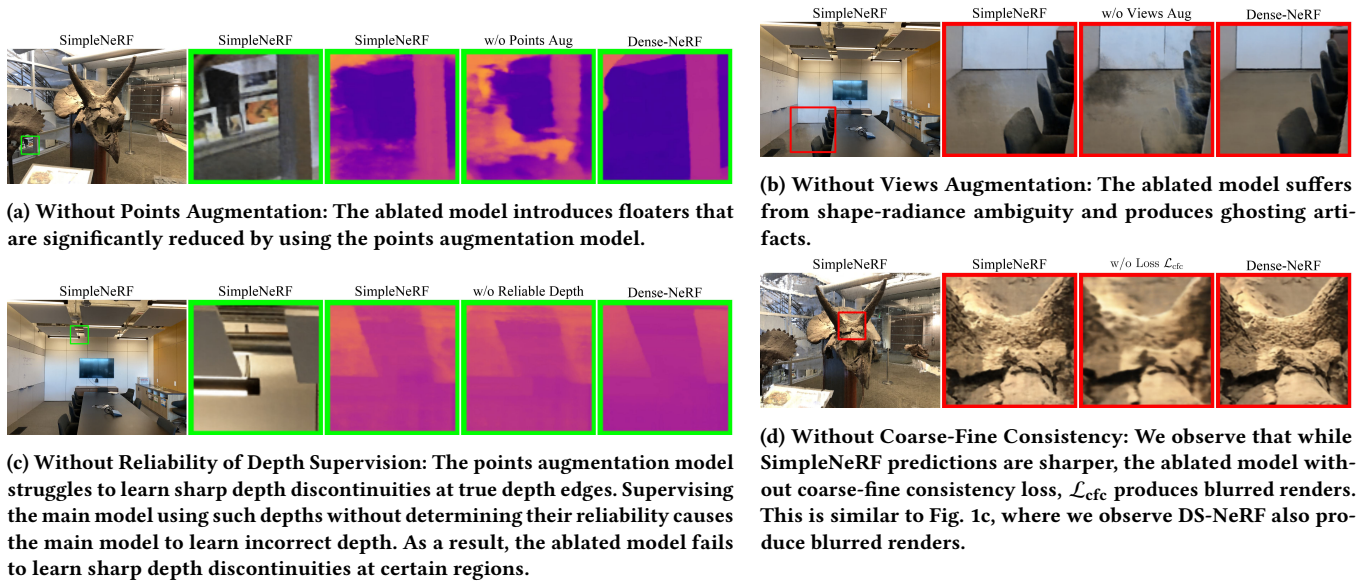 SimpleNeRF SimpleNeRF SimpleNeRF w/o Points Aug Dense-NeRF
(a) Without Points Augmentation: The ablated model introduces floaters that
are significantly reduced by using the points augmentation model.
SimpleNeRF SimpleNeRF w/o Views Aug Dense-NeRF
(b) Without Views Augmentation: The ablated model suffers
from shape-radiance ambiguity and produces ghosting arti-
facts.
SimpleNeRF SimpleNeRF SimpleNeRF w/o Reliable Depth Dense-NeRF
(c) Without Reliability of Depth Supervision: The points augmentation model
struggles to learn sharp depth discontinuities at true depth edges. Supervising
the main model using such depths without determining their reliability causes
the main model to learn incorrect depth. As a result, the ablated model fails
to learn sharp depth discontinuities at certain regions.
SimpleNeRF SimpleNeRF w/o Loss ℒcfc Dense-NeRF
(d) Without Coarse-Fine Consistency: We observe that while
SimpleNeRF predictions are sharper, the ablated model with-
out coarse-fine consistency loss, ℒcfc produces blurred renders.
This is similar to Fig. 1c, where we observe DS-NeRF also pro-
duce blurred renders.